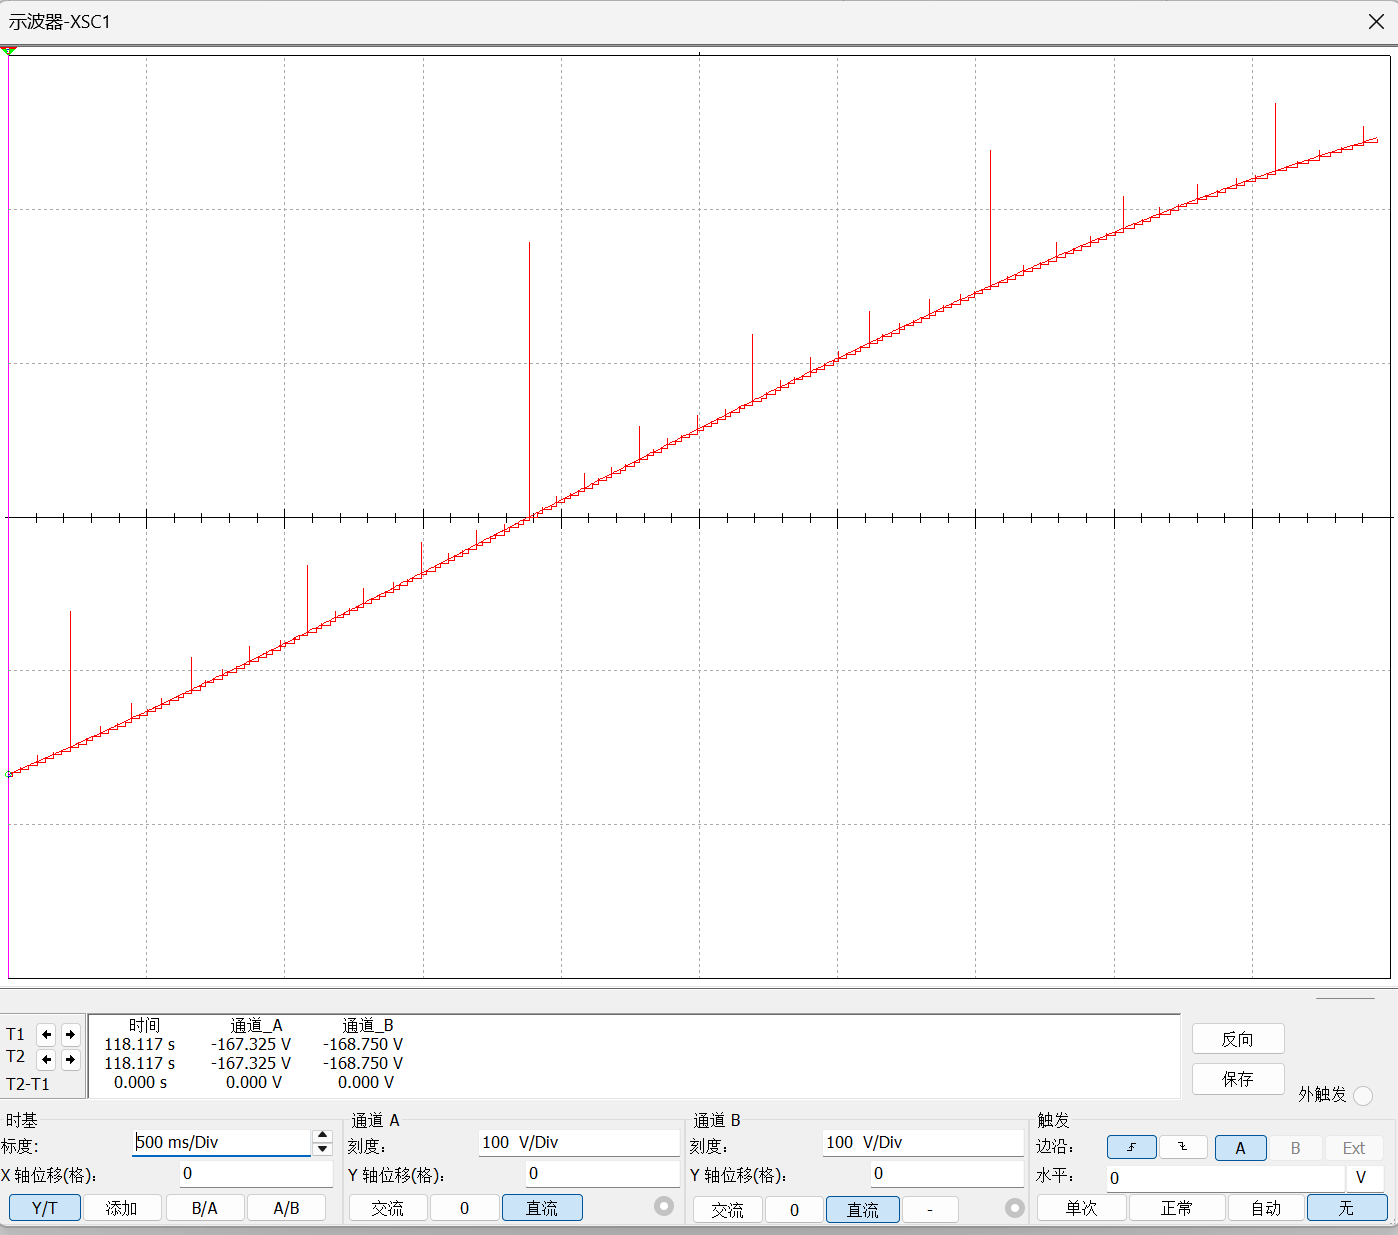 示波器-XSC1
时间 通道_A 通道_B
T1 118.117 s -167.325 V -168.750 V
T2 118.117 s -167.325 V -168.750 V
T2-T1 0.000 s 0.000 V 0.000 V
反向
保存
外触发
时基
标度: 500 ms/Div
X 轴位移(格): 0
Y/T 添加 B/A A/B
通道 A
刻度: 100 V/Div
Y 轴位移(格): 0
交流 0 直流
通道 B
刻度: 100 V/Div
Y 轴位移(格): 0
交流 0 直流 -
触发
边沿: A B Ext
水平: 0 V
单次 正常 自动 无